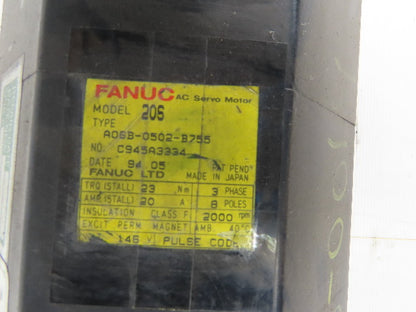 FANUC AC Servo Motor
MODEL 20S
TYPE
A06B-0502-B755
NO. C945A3334
DATE 94.05 PAT PEND
FANUC LTD MADE IN JAPAN
TRQ (STALL) 23 Nm 3 PHASE
AMP (STALL) 20 A 8 POLES
INSULATION CLASS F 2000 rpm
EXCIT PERM. MAGNET AMB. 40°C
146 V PULSE